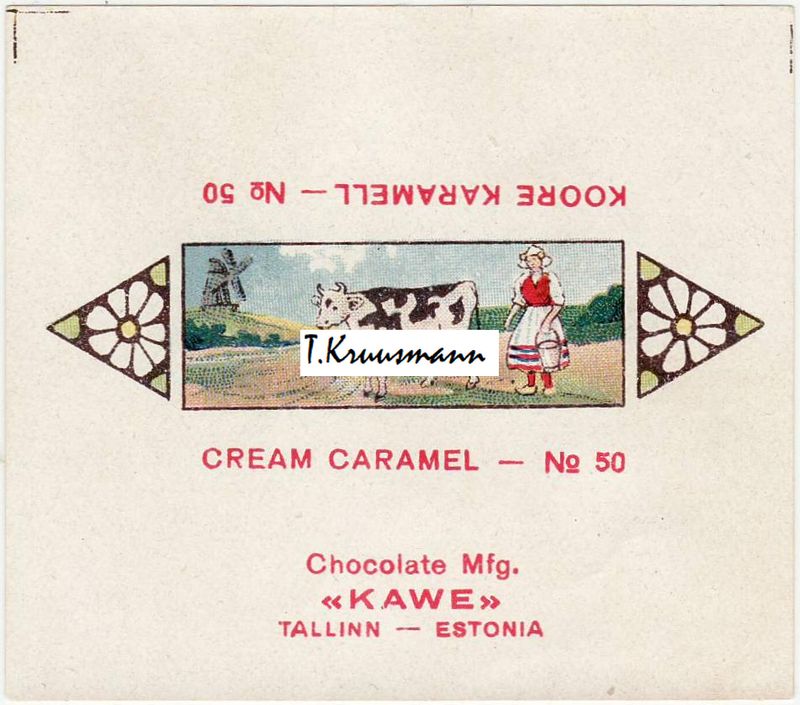 KOORE KARAMELL — № 50
T.Kruusmann
CREAM CARAMEL — № 50
Chocolate Mfg.
«KAWE»
TALLINN — ESTONIA